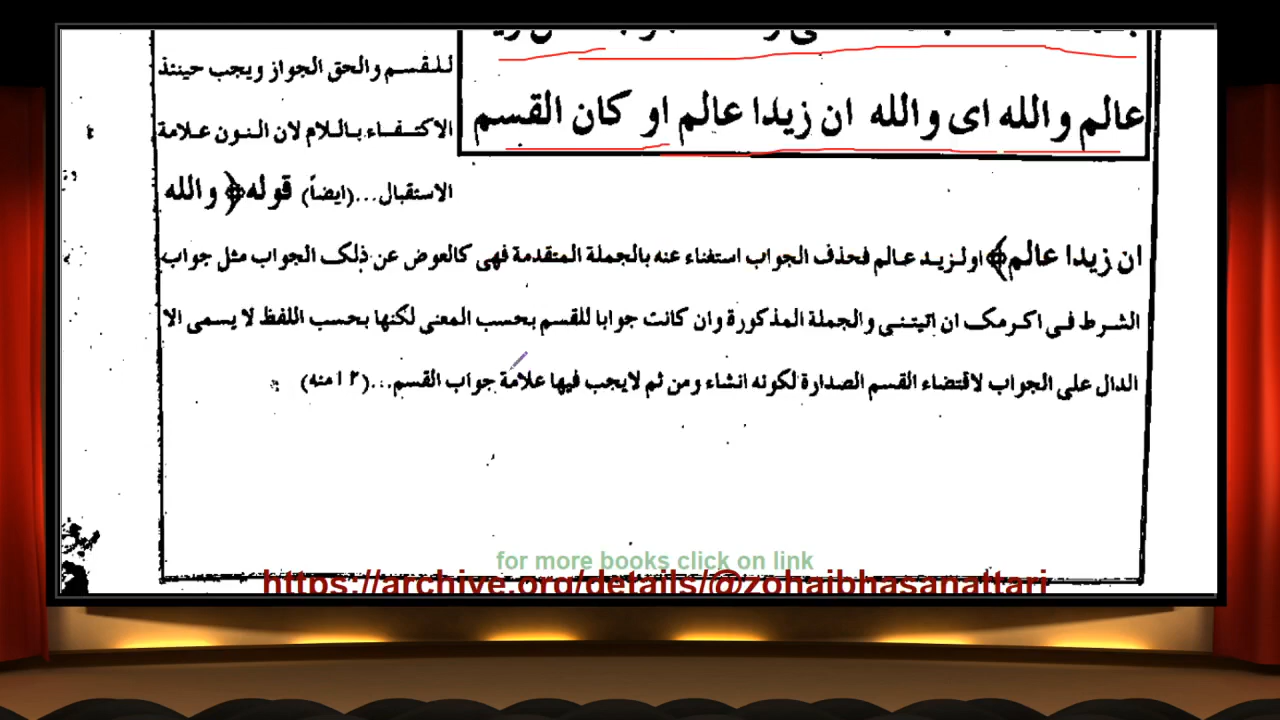 للقسم والحق الجواز ويجب حينئذ
عالم والله اى والله ان زيدا عالم او كان القسم
الاكتفاء باللام لان النون علامة
الاستقبال...(ايضاً) قوله ﴿والله
ان زيدا عالم﴾ اولزيد عالم فحذف الجواب استغناء عنه بالجملة المتقدمة فهى كالعوض عن ذلك الجواب مثل جواب
الشرط فى اكرمك ان اتيتنى والجملة المذكورة وان كانت جوابا للقسم بحسب المعنى لكنها بحسب اللفظ لا يسمى الا
الدال على الجواب لاقتضاء القسم الصدارة لكونه انشاء ومن ثم لايجب فيها علامة جواب القسم...(١٢منه)
for more books click on link
https://archive.org/details/@zohaibhasanattari